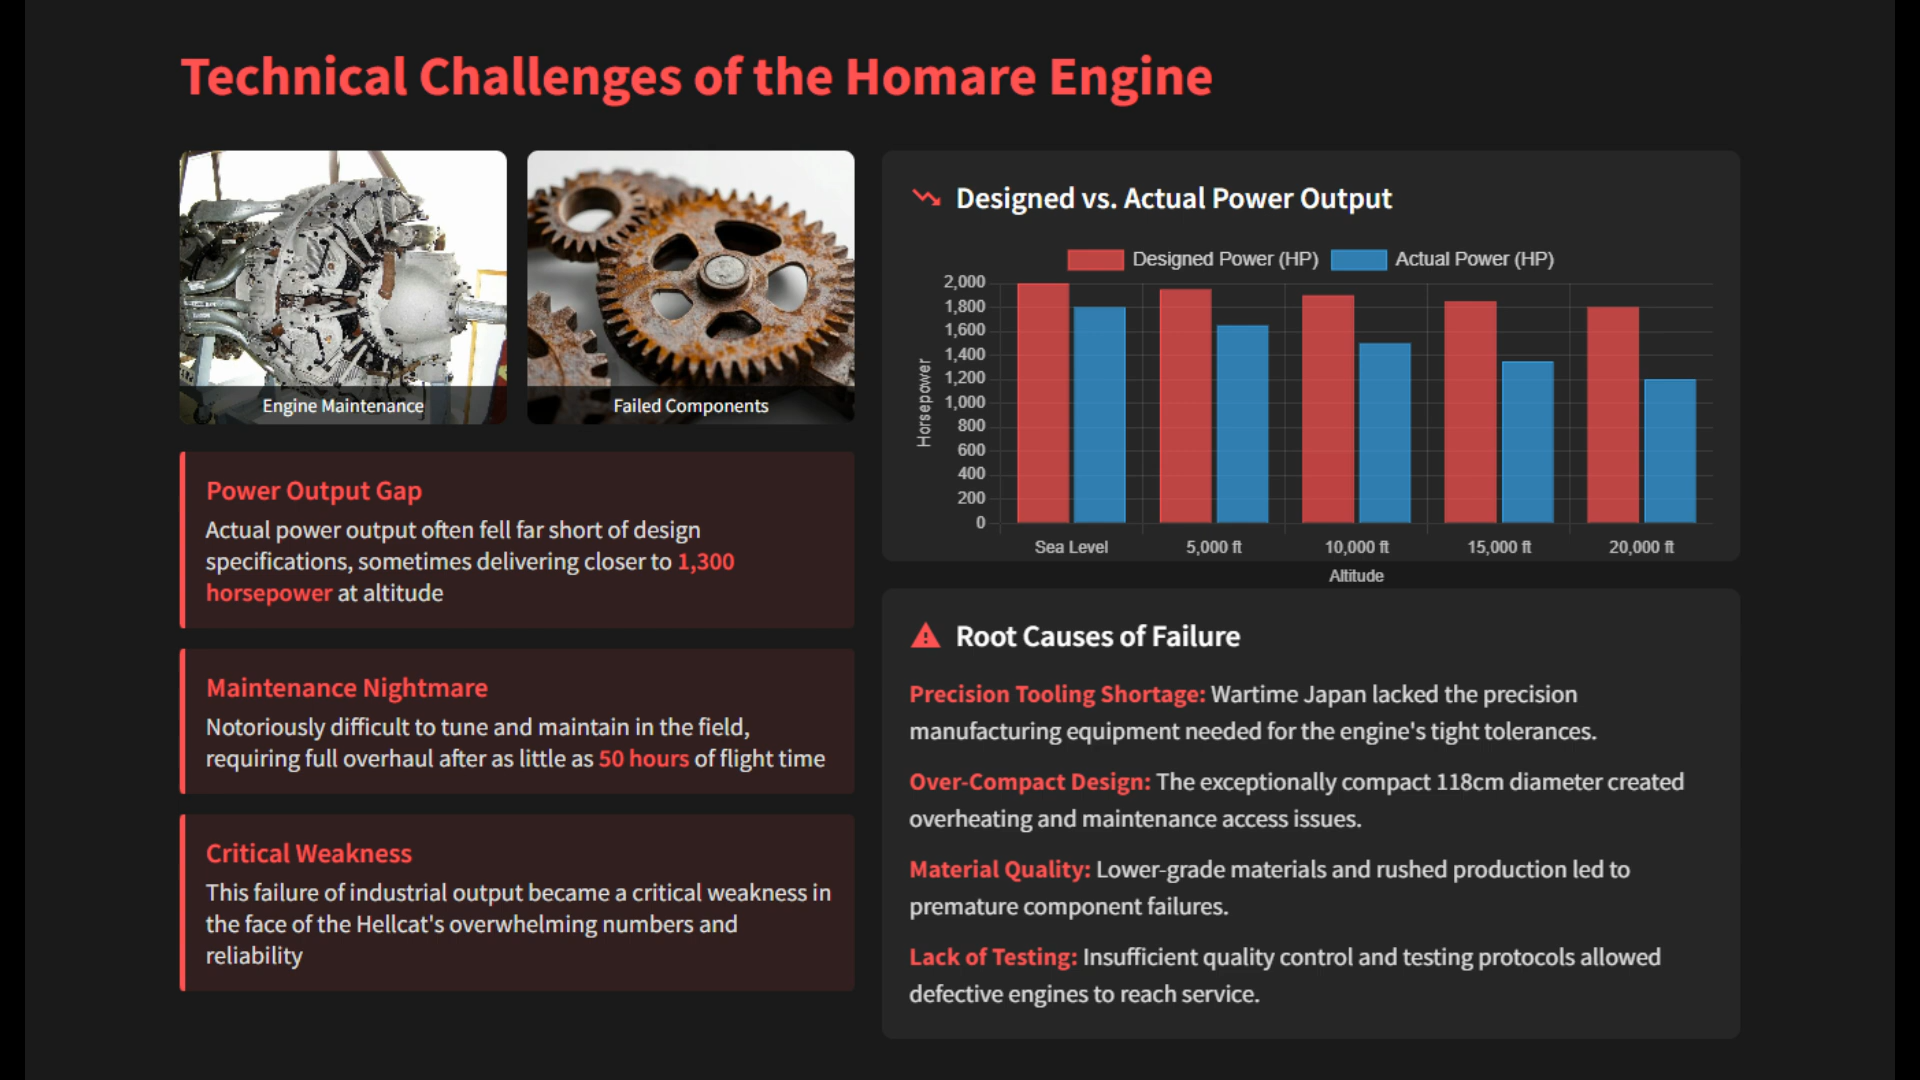 Technical Challenges of the Homare Engine
Engine Maintenance
Failed Components
Power Output Gap
Actual power output often fell far short of design
specifications, sometimes delivering closer to 1,300
horsepower at altitude
Maintenance Nightmare
Notoriously difficult to tune and maintain in the field,
requiring full overhaul after as little as 50 hours of flight time
Critical Weakness
This failure of industrial output became a critical weakness in
the face of the Hellcat's overwhelming numbers and
reliability
Designed vs. Actual Power Output
Designed Power (HP)
Actual Power (HP)
Horsepower
2,000
1,800
1,600
1,400
1,200
1,000
800
600
400
200
0
Sea Level
5,000 ft
10,000 ft
15,000 ft
20,000 ft
Altitude
Root Causes of Failure
Precision Tooling Shortage: Wartime Japan lacked the precision
manufacturing equipment needed for the engine's tight tolerances.
Over-Compact Design: The exceptionally compact 118cm diameter created
overheating and maintenance access issues.
Material Quality: Lower-grade materials and rushed production led to
premature component failures.
Lack of Testing: Insufficient quality control and testing protocols allowed
defective engines to reach service.